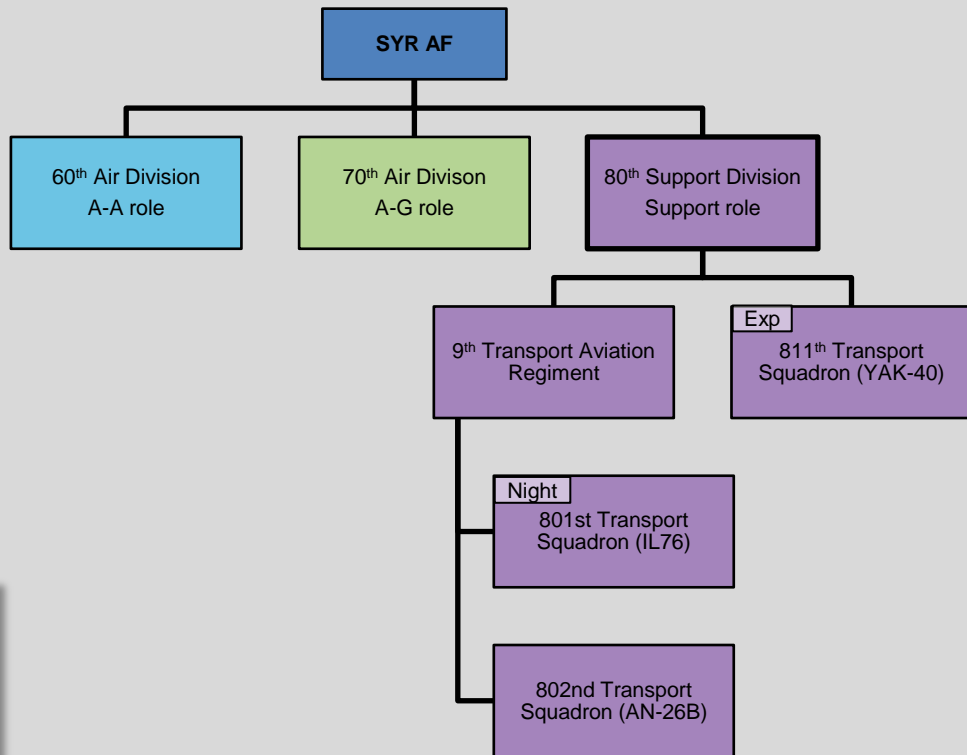 SYR AF
60th Air Division
A-A role
70th Air Divison
A-G role
80th Support Division
Support role
9th Transport Aviation
Regiment
Exp
811th Transport
Squadron (YAK-40)
Night
801st Transport
Squadron (IL76)
802nd Transport
Squadron (AN-26B)